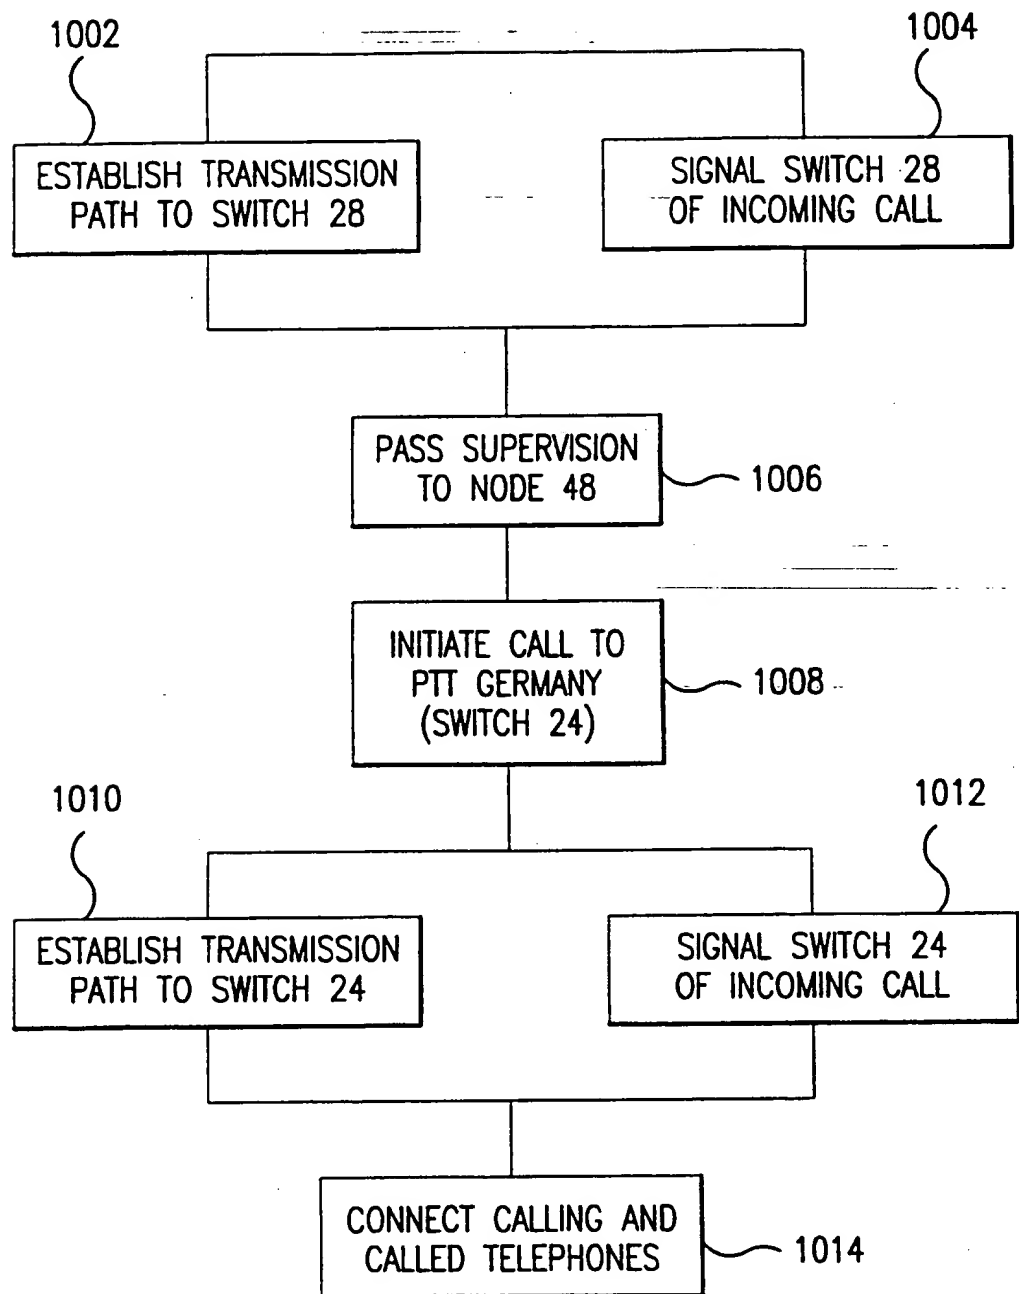 1002
1004
ESTABLISH TRANSMISSION
PATH TO SWITCH 28
SIGNAL SWITCH 28
OF INCOMING CALL
PASS SUPERVISION
TO NODE 48
1006
INITIATE CALL TO
PTT GERMANY
(SWITCH 24)
1008
1010
1012
ESTABLISH TRANSMISSION
PATH TO SWITCH 24
SIGNAL SWITCH 24
OF INCOMING CALL
CONNECT CALLING AND
CALLED TELEPHONES
1014